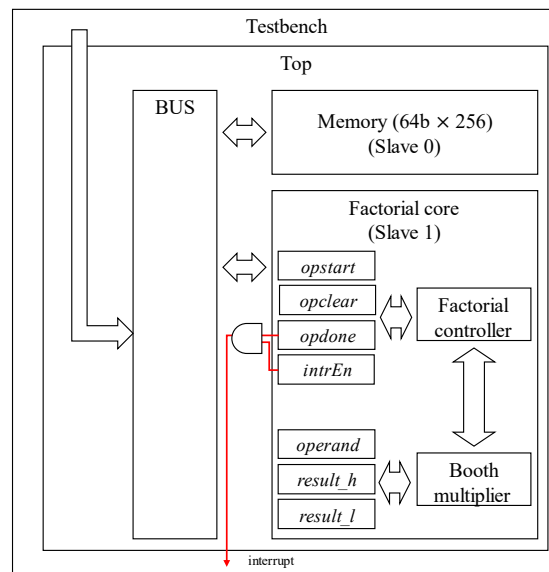 Testbench
Top
BUS
Memory (64b × 256)
(Slave 0)
Factorial core
(Slave 1)
opstart
opclear
opdone
intrEn
Factorial
controller
operand
result_h
result_l
Booth
multiplier
interrupt